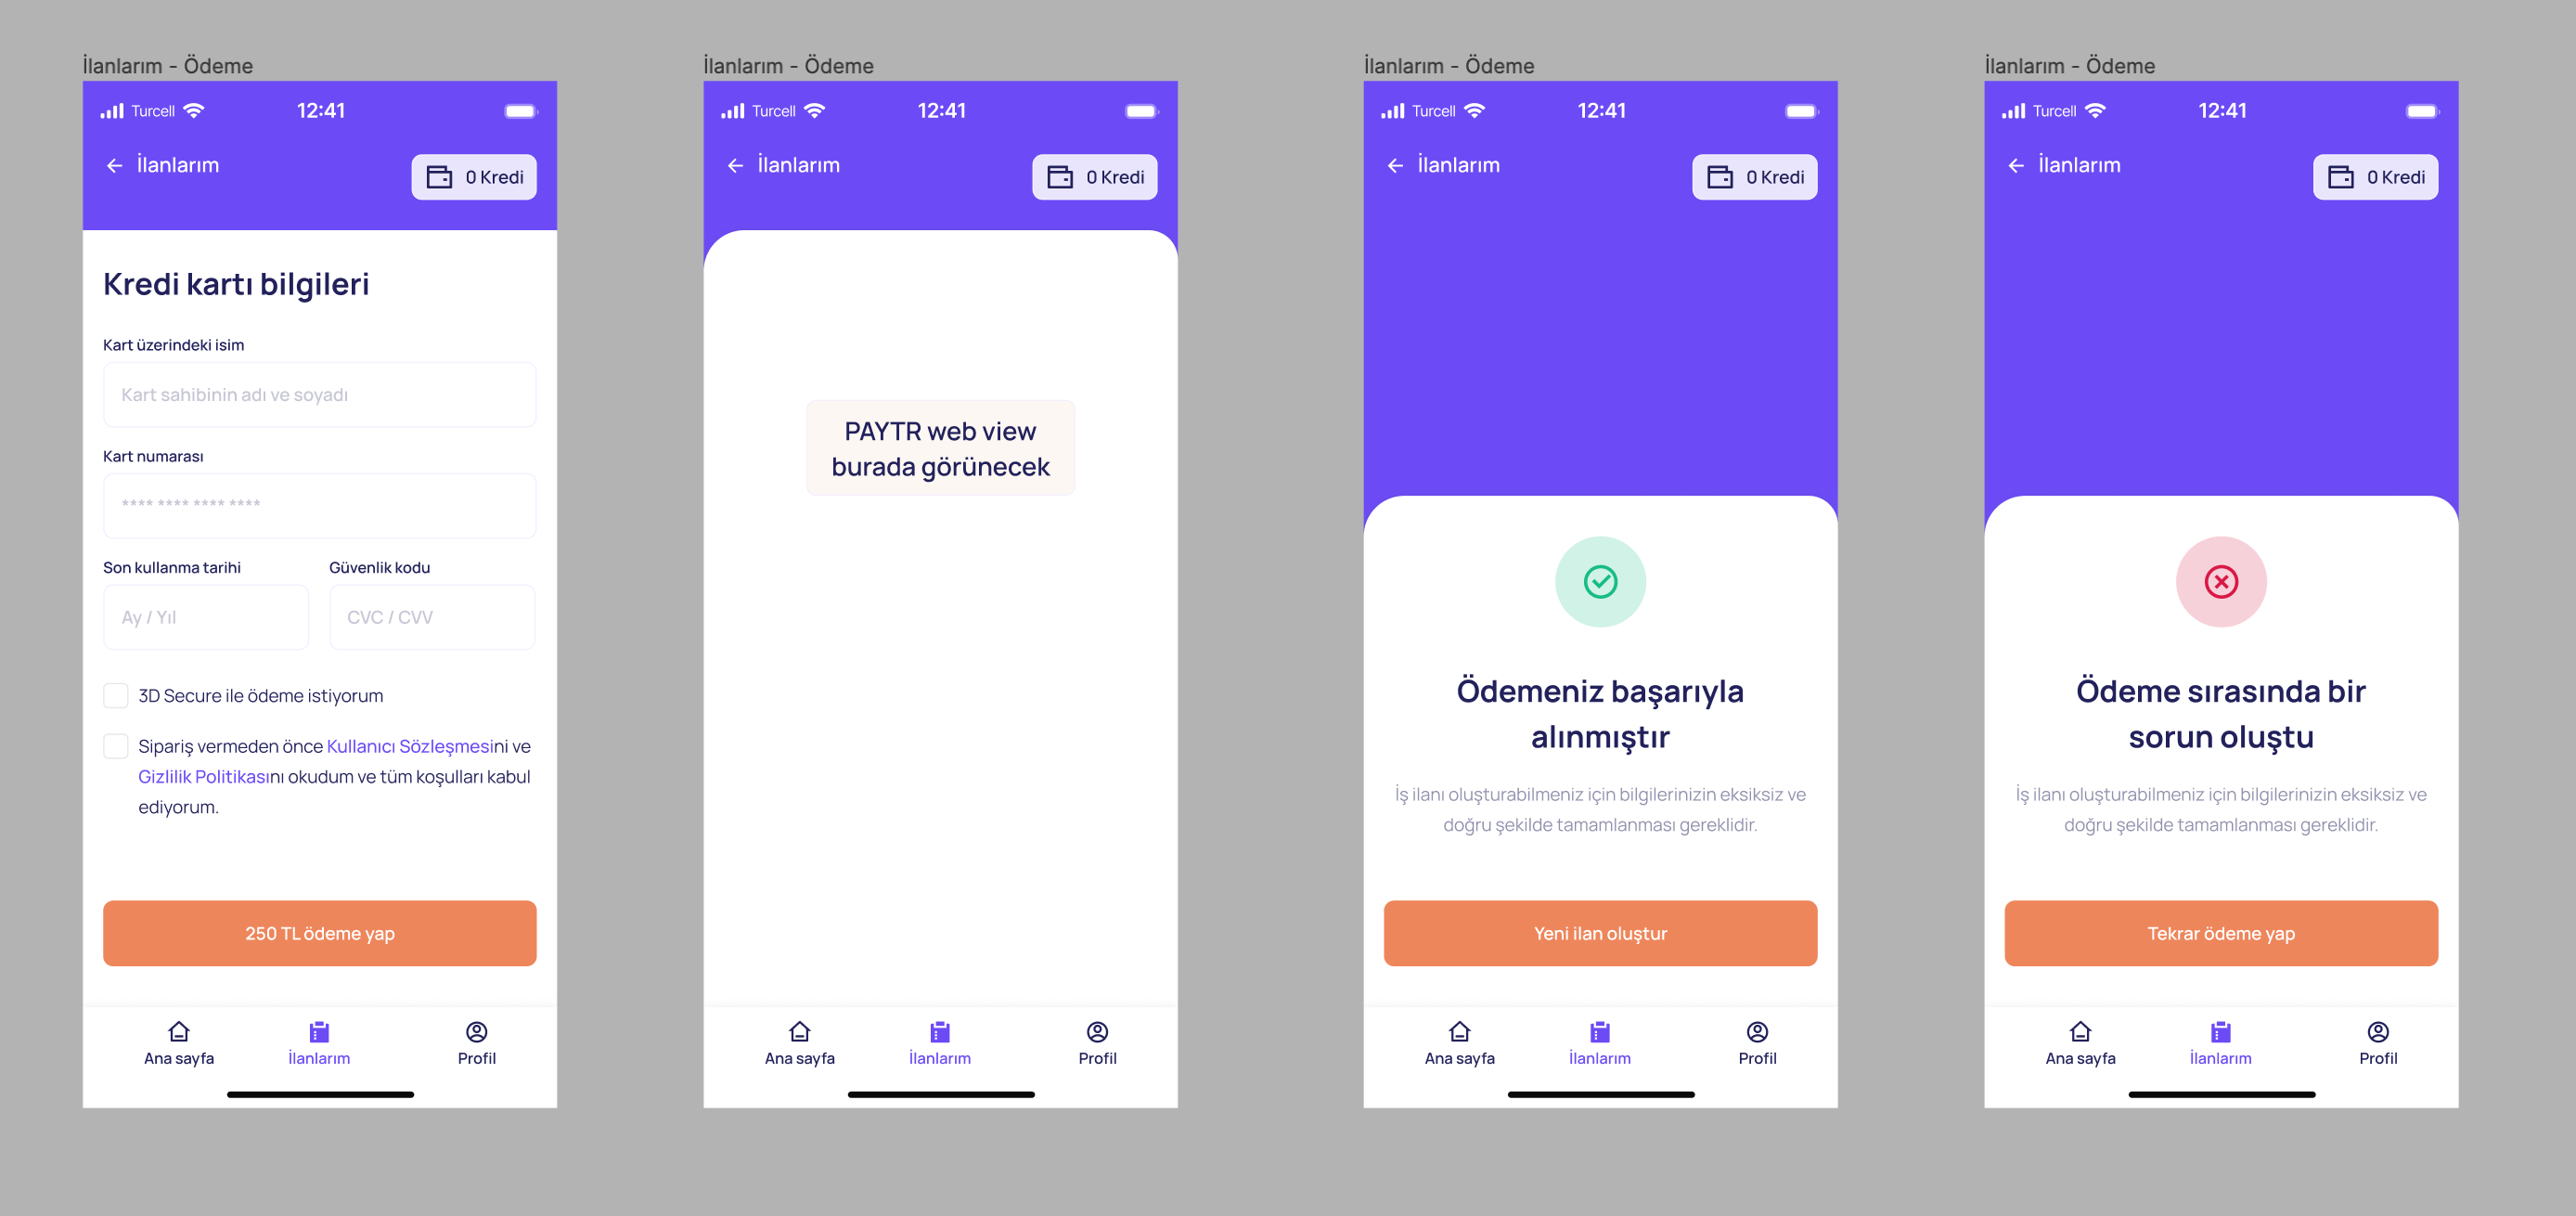 İlanlarım - Ödeme
Turcell 12:41
İlanlarım
0 Kredi
Kredi kartı bilgileri
Kart üzerindeki isim
Kart sahibinin adı ve soyadı
Kart numarası
**** **** **** ****
Son kullanma tarihi
Güvenlik kodu
Ay / Yıl
CVC / CVV
3D Secure ile ödeme istiyorum
Sipariş vermeden önce Kullanıcı Sözleşmesini ve
Gizlilik Politikasını okudum ve tüm koşulları kabul
ediyorum.
250 TL ödeme yap
Ana sayfa
İlanlarım
Profil
İlanlarım - Ödeme
Turcell 12:41
İlanlarım
0 Kredi
PAYTR web view
burada görünecek
Ana sayfa
İlanlarım
Profil
İlanlarım - Ödeme
Turcell 12:41
İlanlarım
0 Kredi
Ödemeniz başarıyla
alınmıştır
İş ilanı oluşturabilmeniz için bilgilerinizin eksiksiz ve
doğru şekilde tamamlanması gereklidir.
Yeni ilan oluştur
Ana sayfa
İlanlarım
Profil
İlanlarım - Ödeme
Turcell 12:41
İlanlarım
0 Kredi
Ödeme sırasında bir
sorun oluştu
İş ilanı oluşturabilmeniz için bilgilerinizin eksiksiz ve
doğru şekilde tamamlanması gereklidir.
Tekrar ödeme yap
Ana sayfa
İlanlarım
Profil